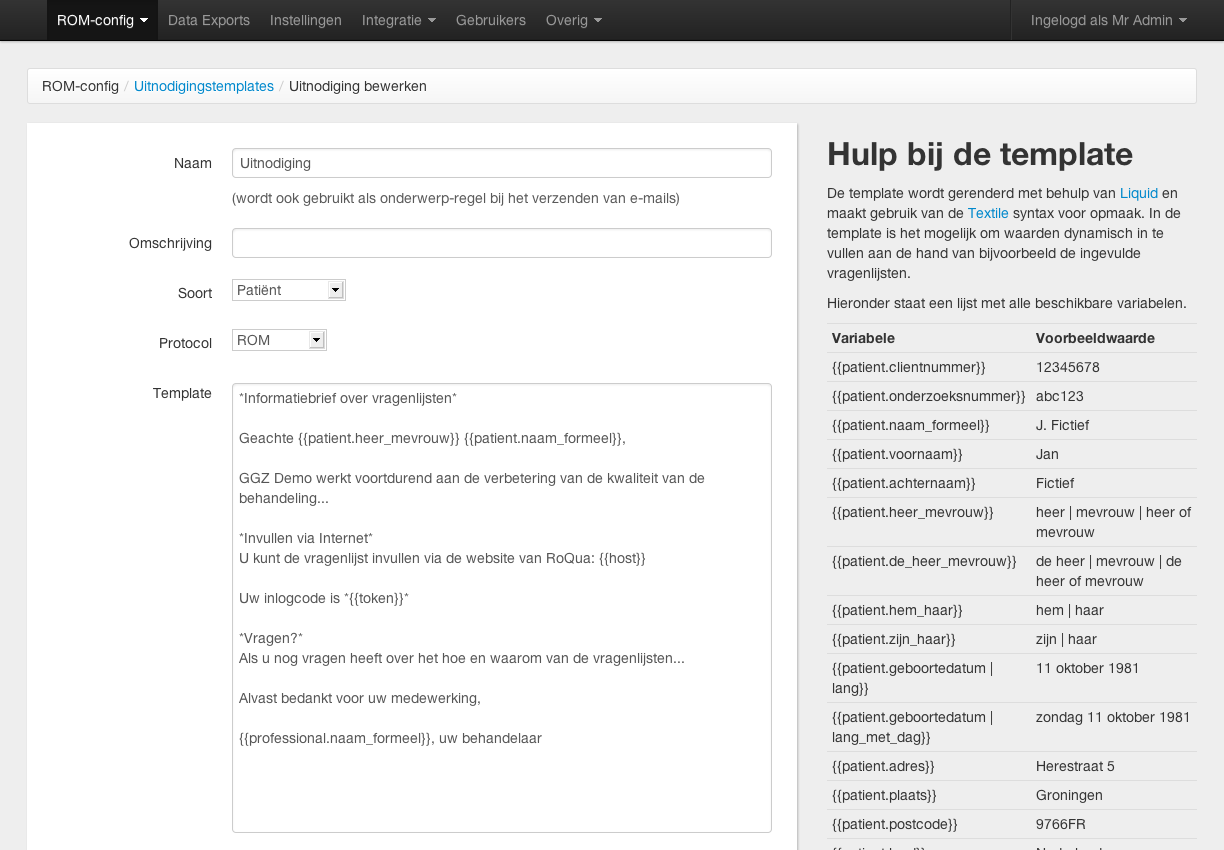 ROM-config Data Exports Instellingen Integratie Gebruikers Overig Ingelogd als Mr Admin
ROM-config / Uitnodigingstemplates / Uitnodiging bewerken
Naam Uitnodiging
(wordt ook gebruikt als onderwerp-regel bij het verzenden van e-mails)
Omschrijving
Soort Patiënt
Protocol ROM
Template
*Informatiebrief over vragenlijsten*
Geachte {{patient.heer_mevrouw}} {{patient.naam_formeel}},
GGZ Demo werkt voortdurend aan de verbetering van de kwaliteit van de
behandeling...
*Invullen via Internet*
U kunt de vragenlijst invullen via de website van RoQua: {{host}}
Uw inlogcode is *{{token}}*
*Vragen?*
Als u nog vragen heeft over het hoe en waarom van de vragenlijsten...
Alvast bedankt voor uw medewerking,
{{professional.naam_formeel}}, uw behandelaar
Hulp bij de template
De template wordt gerenderd met behulp van Liquid en
maakt gebruik van de Textile syntax voor opmaak. In de
template is het mogelijk om waarden dynamisch in te
vullen aan de hand van bijvoorbeeld de ingevulde
vragenlijsten.
Hieronder staat een lijst met alle beschikbare variabelen.
Variabele Voorbeeldwaarde
{{patient.clientnummer}} 12345678
{{patient.onderzoeksnummer}} abc123
{{patient.naam_formeel}} J. Fictief
{{patient.voornaam}} Jan
{{patient.achternaam}} Fictief
{{patient.heer_mevrouw}} heer | mevrouw | heer of
mevrouw
{{patient.de_heer_mevrouw}} de heer | mevrouw | de
heer of mevrouw
{{patient.hem_haar}} hem | haar
{{patient.zijn_haar}} zijn | haar
{{patient.geboortedatum | 11 oktober 1981
lang}}
{{patient.geboortedatum | zondag 11 oktober 1981
lang_met_dag}}
{{patient.adres}} Herestraat 5
{{patient.plaats}} Groningen
{{patient.postcode}} 9766FR